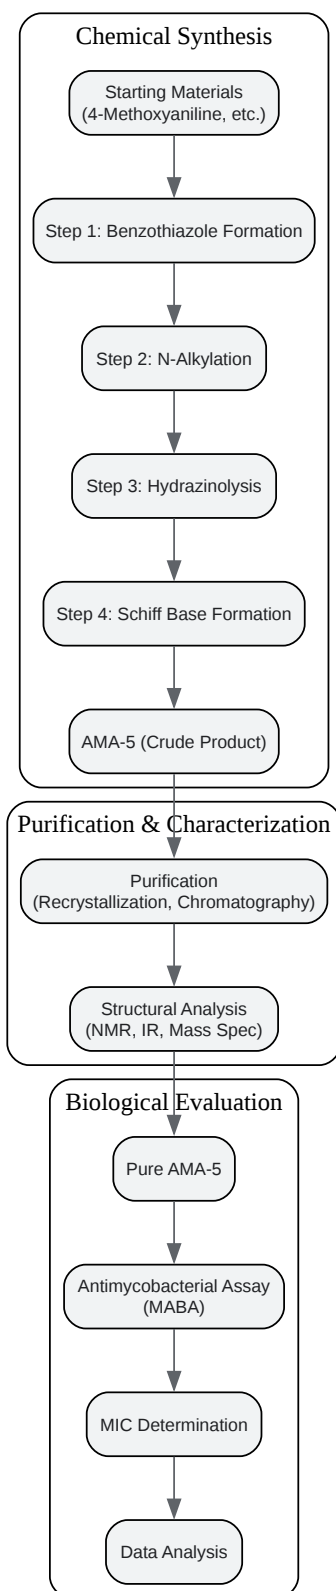 Chemical Synthesis
Starting Materials
(4-Methoxyaniline, etc.)
Step 1: Benzothiazole Formation
Step 2: N-Alkylation
Step 3: Hydrazinolysis
Step 4: Schiff Base Formation
AMA-5 (Crude Product)
Purification & Characterization
Purification
(Recrystallization, Chromatography)
Structural Analysis
(NMR, IR, Mass Spec)
Biological Evaluation
Pure AMA-5
Antimycobacterial Assay
(MABA)
MIC Determination
Data Analysis